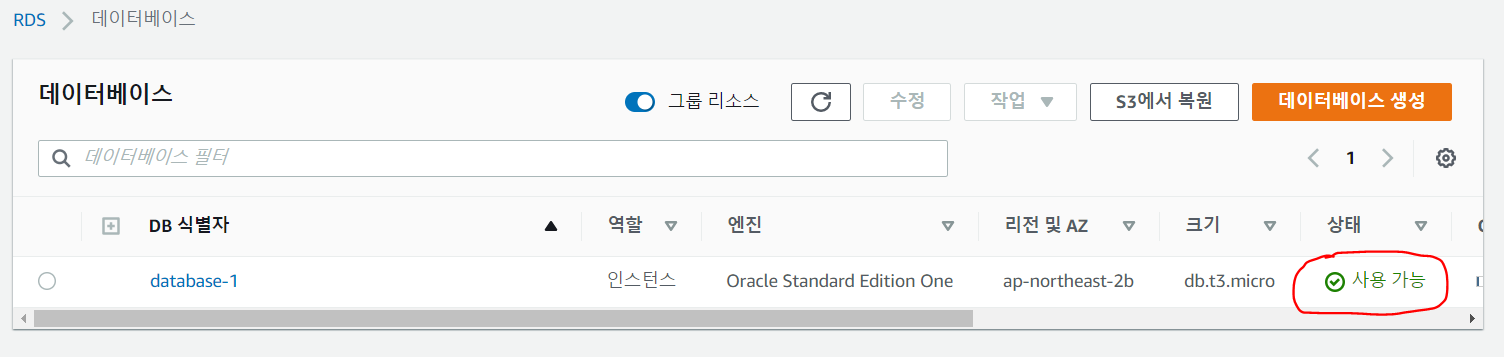 RDS > 데이터베이스
데이터베이스 그룹 리소스 수정 작업 S3에서 복원 데이터베이스 생성
데이터베이스 필터 1
DB 식별자 역할 엔진 리전 및 AZ 크기 상태
database-1 인스턴스 Oracle Standard Edition One ap-northeast-2b db.t3.micro 사용 가능